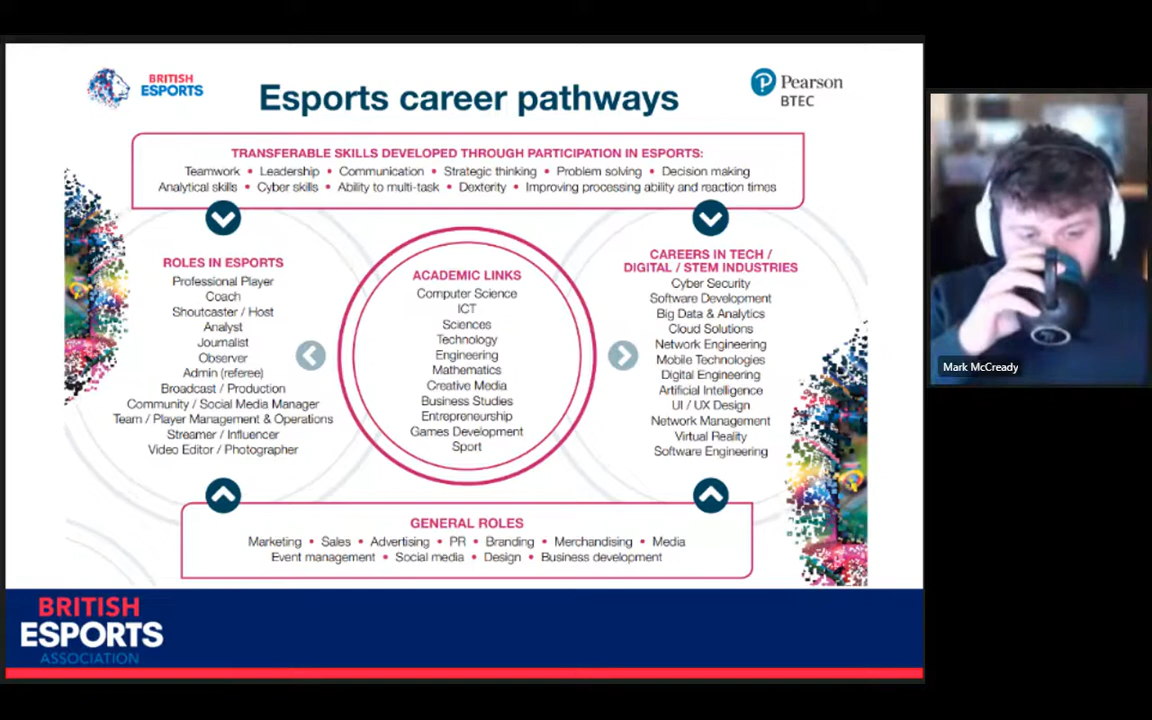 BRITISH
ESPORTS
Esports career pathways
Pearson
BTEC
TRANSFERABLE SKILLS DEVELOPED THROUGH PARTICIPATION IN ESPORTS:
Teamwork • Leadership • Communication • Strategic thinking • Problem solving • Decision making
Analytical skills • Cyber skills • Ability to multi-task • Dexterity • Improving processing ability and reaction times
ROLES IN ESPORTS
Professional Player
Coach
Shoutcaster / Host
Analyst
Journalist
Observer
Admin (referee)
Broadcast / Production
Community / Social Media Manager
Team / Player Management & Operations
Streamer / Influencer
Video Editor / Photographer
ACADEMIC LINKS
Computer Science
ICT
Sciences
Technology
Engineering
Mathematics
Creative Media
Business Studies
Entrepreneurship
Games Development
Sport
CAREERS IN TECH /
DIGITAL / STEM INDUSTRIES
Cyber Security
Software Development
Big Data & Analytics
Cloud Solutions
Network Engineering
Mobile Technologies
Digital Engineering
Artificial Intelligence
UI / UX Design
Network Management
Virtual Reality
Software Engineering
GENERAL ROLES
Marketing • Sales • Advertising • PR • Branding • Merchandising • Media
Event management • Social media • Design • Business development
BRITISH
ESPORTS
ASSOCIATION
Mark McCready